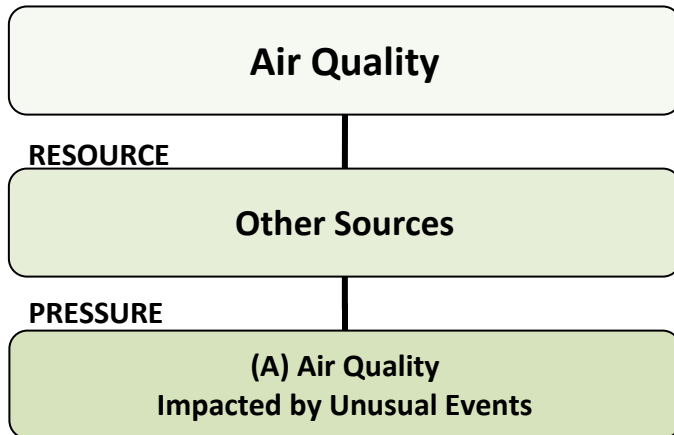 Air Quality
RESOURCE
Other Sources
PRESSURE
(A) Air Quality
Impacted by Unusual Events